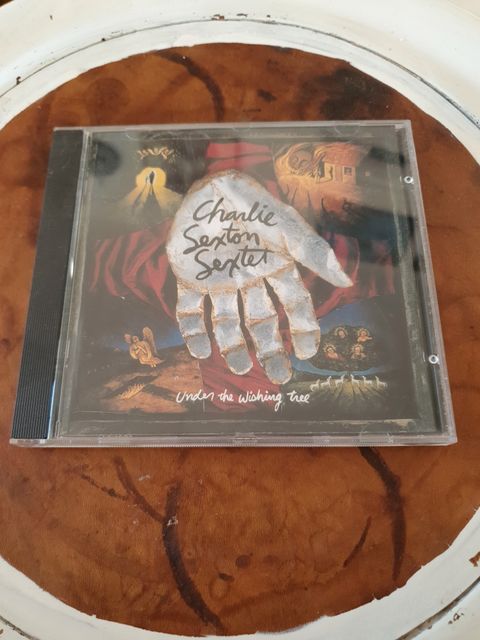 Charlie
Sexton
Sextet
Under the Wishing tree